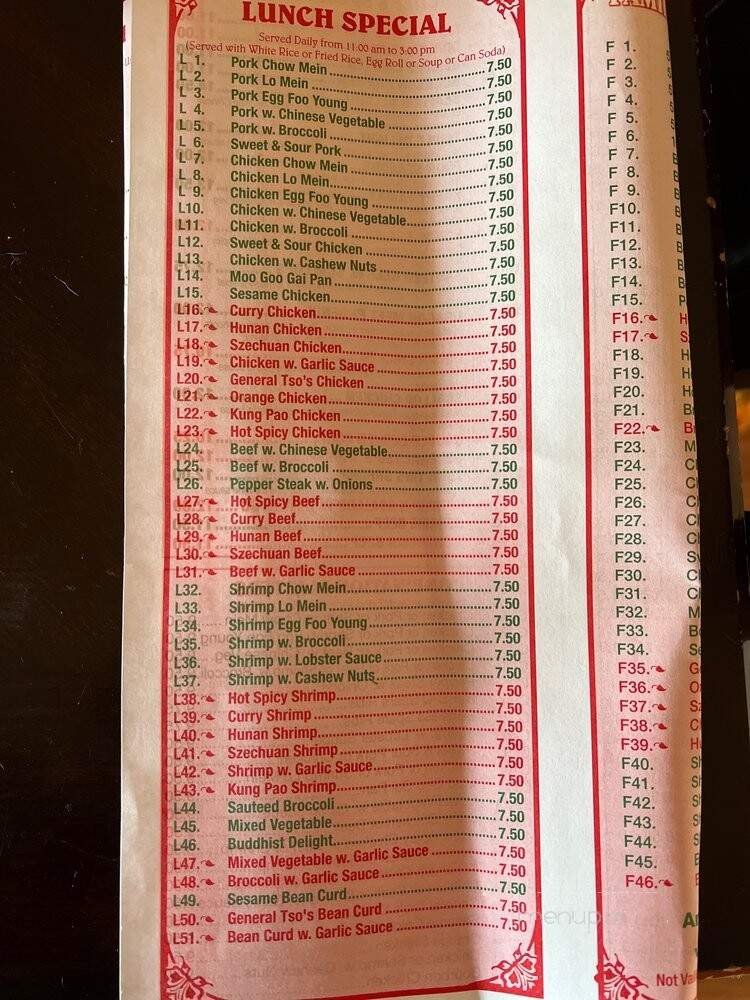 LUNCH SPECIAL
Served Daily from 11:00 am to 3:00 pm
(Served with White Rice or Fried Rice, Egg Roll or Soup or Can Soda)
L 1. Pork Chow Mein 7.50
L 2. Pork Lo Mein 7.50
L 3. Pork Egg Foo Young 7.50
L 4. Pork w. Chinese Vegetable 7.50
L 5. Pork w. Broccoli 7.50
L 6. Sweet & Sour Pork 7.50
L 7. Chicken Chow Mein 7.50
L 8. Chicken Lo Mein 7.50
L 9. Chicken Egg Foo Young 7.50
L10. Chicken w. Chinese Vegetable 7.50
L11. Chicken w. Broccoli 7.50
L12. Sweet & Sour Chicken 7.50
L13. Chicken w. Cashew Nuts 7.50
L14. Moo Goo Gai Pan 7.50
L15. Sesame Chicken 7.50
L16. Curry Chicken 7.50
L17. Hunan Chicken 7.50
L18. Szechuan Chicken 7.50
L19. Chicken w. Garlic Sauce 7.50
L20. General Tso's Chicken 7.50
L21. Orange Chicken 7.50
L22. Kung Pao Chicken 7.50
L23. Hot Spicy Chicken 7.50
L24. Beef w. Chinese Vegetable 7.50
L25. Beef w. Broccoli 7.50
L26. Pepper Steak w. Onions 7.50
L27. Hot Spicy Beef 7.50
L28. Curry Beef 7.50
L29. Hunan Beef 7.50
L30. Szechuan Beef 7.50
L31. Beef w. Garlic Sauce 7.50
L32. Shrimp Chow Mein 7.50
L33. Shrimp Lo Mein 7.50
L34. Shrimp Egg Foo Young 7.50
L35. Shrimp w. Broccoli 7.50
L36. Shrimp w. Lobster Sauce 7.50
L37. Shrimp w. Cashew Nuts 7.50
L38. Hot Spicy Shrimp 7.50
L39. Curry Shrimp 7.50
L40. Hunan Shrimp 7.50
L41. Szechuan Shrimp 7.50
L42. Shrimp w. Garlic Sauce 7.50
L43. Kung Pao Shrimp 7.50
L44. Sauteed Broccoli 7.50
L45. Mixed Vegetable 7.50
L46. Buddhist Delight 7.50
L47. Mixed Vegetable w. Garlic Sauce 7.50
L48. Broccoli w. Garlic Sauce 7.50
L49. Sesame Bean Curd 7.50
L50. General Tso's Bean Curd 7.50
L51. Bean Curd w. Garlic Sauce 7.50
F 1.
F 2.
F 3.
F 4.
F 5.
F 6.
F 7.
F 8.
F 9.
F10.
F11.
F12.
F13.
F14.
F15.
F16.
F17.
F18.
F19.
F20.
F21.
F22.
F23.
F24.
F25.
F26.
F27.
F28.
F29.
F30.
F31.
F32.
F33.
F34.
F35.
F36.
F37.
F38.
F39.
F40.
F41.
F42.
F43.
F44.
F45.
F46.
Not